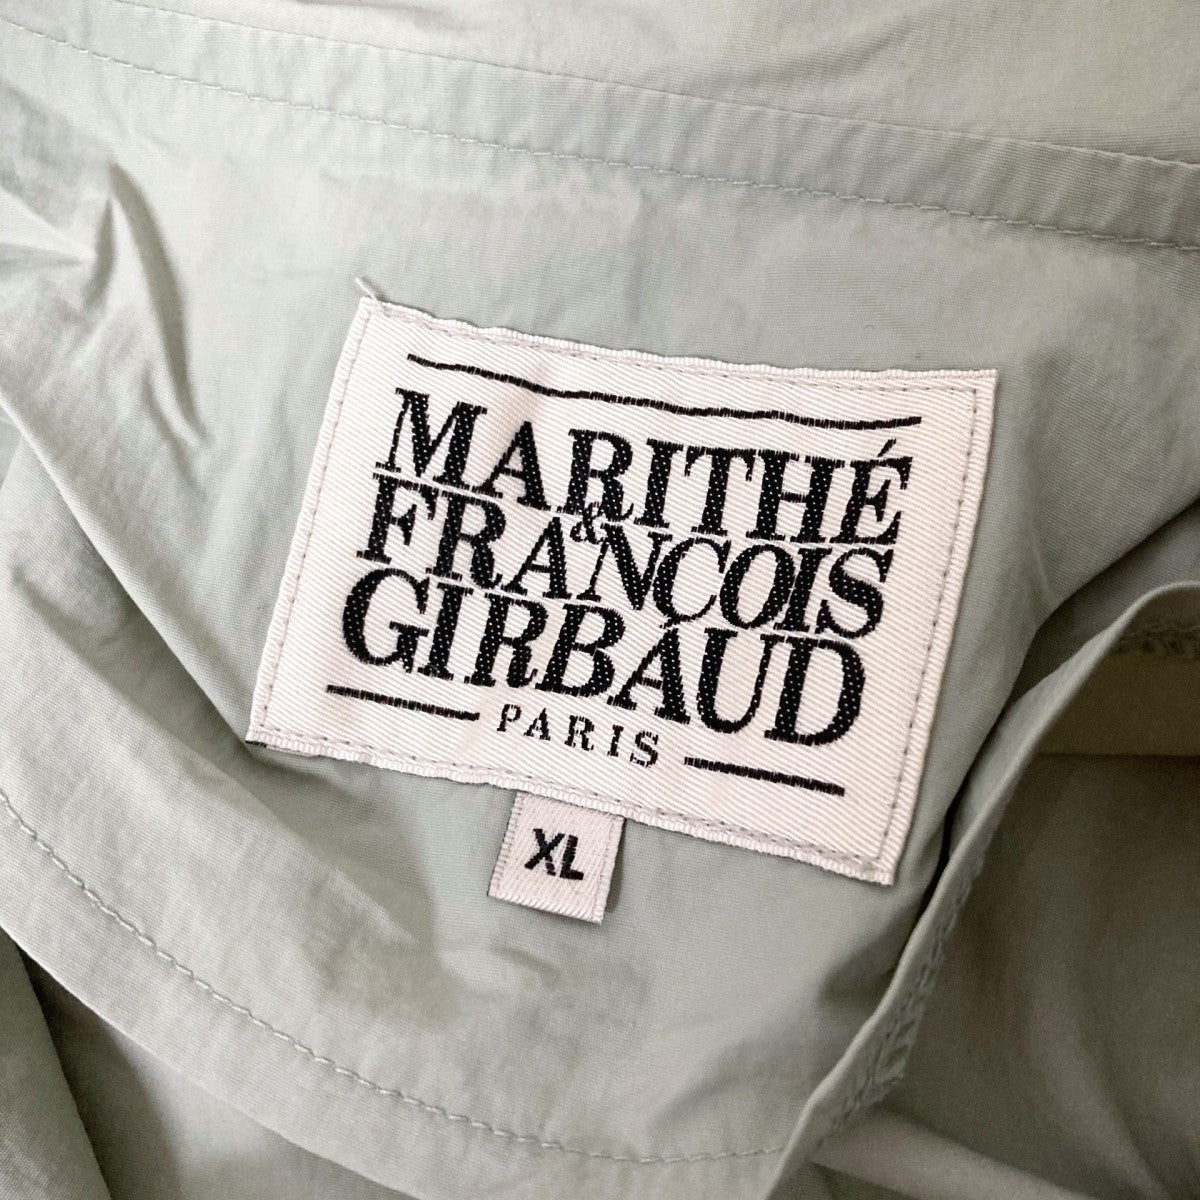 MARITHÉ
&
FRANÇOIS
GIRBAUD
PARIS
XL